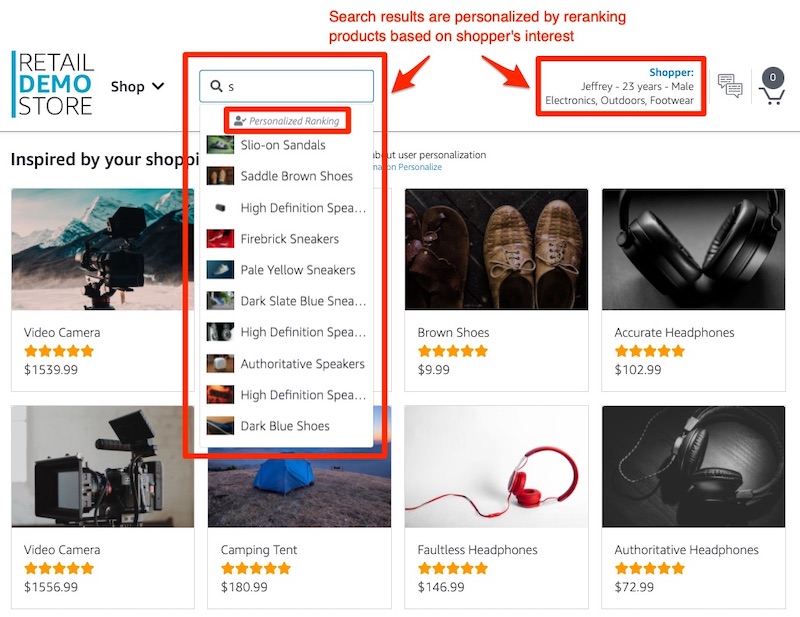 Search results are personalized by reranking
products based on shopper's interest
RETAIL
DEMO
STORE
Shop
s
Shopper:
Jeffrey - 23 years - Male
Electronics, Outdoors, Footwear
0
Personalized Ranking
Inspired by your shoppi
about user personalization
on Personalize
Slio-on Sandals
Saddle Brown Shoes
High Definition Spea...
Firebrick Sneakers
Pale Yellow Sneakers
Dark Slate Blue Snea...
High Definition Spea...
Authoritative Speakers
High Definition Spea...
Dark Blue Shoes
Video Camera
$1539.99
Brown Shoes
$9.99
Accurate Headphones
$102.99
Video Camera
$1556.99
Camping Tent
$180.99
Faultless Headphones
$146.99
Authoritative Headphones
$72.99